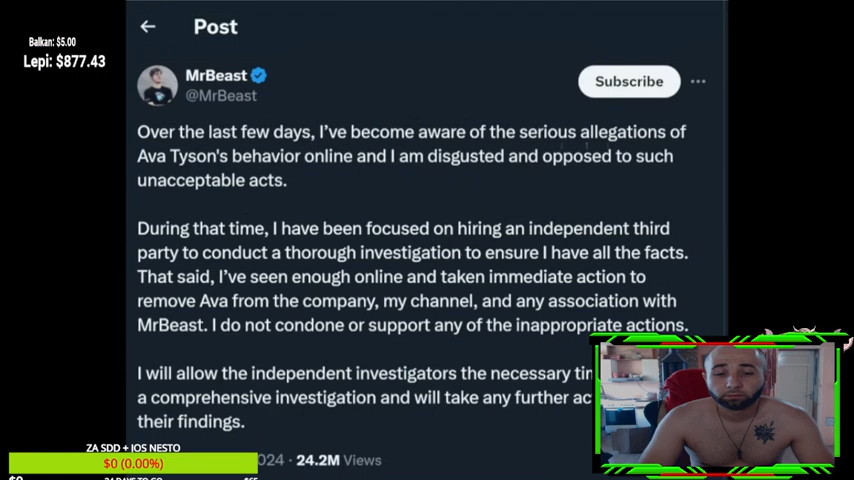 Balkan: $5.00
Lepi: $877.43
Post
MrBeast
@MrBeast
Subscribe
Over the last few days, I've become aware of the serious allegations of
Ava Tyson's behavior online and I am disgusted and opposed to such
unacceptable acts.
During that time, I have been focused on hiring an independent third
party to conduct a thorough investigation to ensure I have all the facts.
That said, I've seen enough online and taken immediate action to
remove Ava from the company, my channel, and any association with
MrBeast. I do not condone or support any of the inappropriate actions.
I will allow the independent investigators the necessary
a comprehensive investigation and will take any further
their findings.
24.2M Views
ZA SDD + JOS NESTO
$0 (0.00%)
24 DAYS TO GO